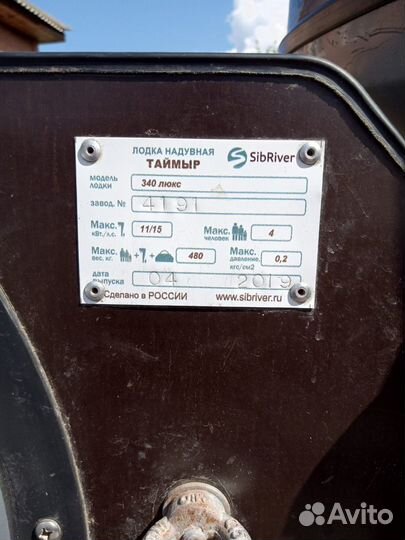 ЛОДКА НАДУВНАЯ
ТАЙМЫР
SibRiver
модель лодки 340 люкс
завод. № 4191
Макс. кВт./л.с. 11/15 Макс. человек 4
Макс. вес, кг. + + 480 Макс. давление, кгс/см2 0,2
дата выпуска 04 2019
Сделано в РОССИИ www.sibriver.ru
Avito